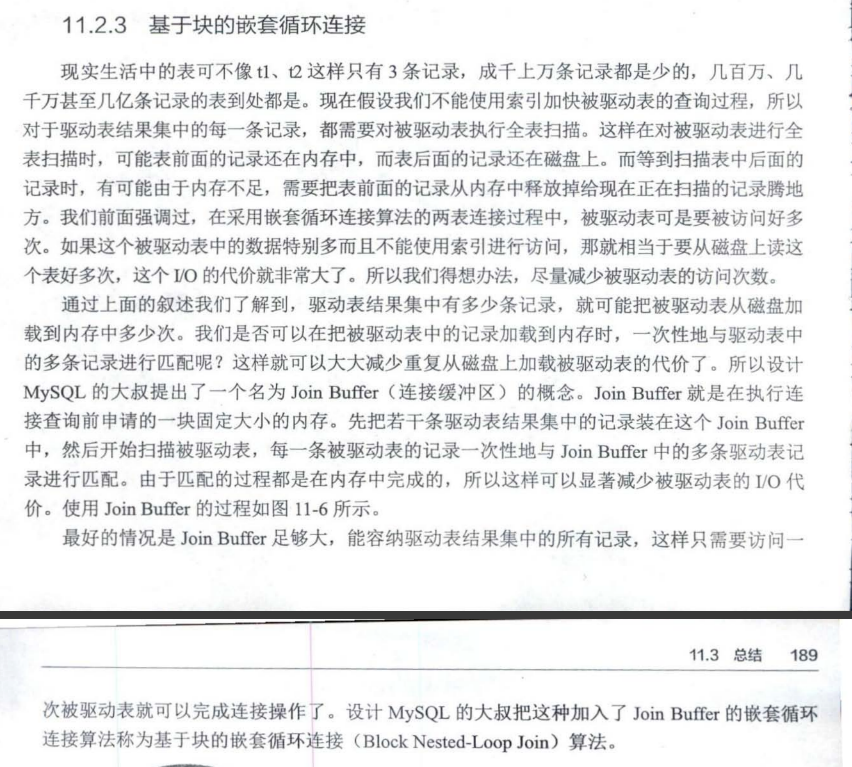 11.2.3 基于块的嵌套循环连接
现实生活中的表可不像 t1、t2 这样只有 3 条记录，成千上万条记录都是少的，几百万、几
千万甚至几亿条记录的表到处都是。现在假设我们不能使用索引加快被驱动表的查询过程，所以
对于驱动表结果集中的每一条记录，都需要对被驱动表执行全表扫描。这样在对被驱动表进行全
表扫描时，可能表前面的记录还在内存中，而表后面的记录还在磁盘上。而等到扫描表中后面的
记录时，有可能由于内存不足，需要把表前面的记录从内存中释放掉给现在正在扫描的记录腾地
方。我们前面强调过，在采用嵌套循环连接算法的两表连接过程中，被驱动表可是要被访问好多
次。如果这个被驱动表中的数据特别多而且不能使用索引进行访问，那就相当于要从磁盘上读这
个表好多次，这个 I/O 的代价就非常大了。所以我们得想办法，尽量减少被驱动表的访问次数。
通过上面的叙述我们了解到，驱动表结果集中有多少条记录，就可能把被驱动表从磁盘加
载到内存中多少次。我们是否可以在把被驱动表中的记录加载到内存时，一次性地与驱动表中
的多条记录进行匹配呢？这样就可以大大减少重复从磁盘上加载被驱动表的代价了。所以设计
MySQL 的大叔提出了一个名为 Join Buffer（连接缓冲区）的概念。Join Buffer 就是在执行连
接查询前申请的一块固定大小的内存。先把若干条驱动表结果集中的记录装在这个 Join Buffer
中，然后开始扫描被驱动表，每一条被驱动表的记录一次性地与 Join Buffer 中的多条驱动表记
录进行匹配。由于匹配的过程都是在内存中完成的，所以这样可以显著减少被驱动表的 I/O 代
价。使用 Join Buffer 的过程如图 11-6 所示。
最好的情况是 Join Buffer 足够大，能容纳驱动表结果集中的所有记录，这样只需要访问一
11.3 总结 189
次被驱动表就可以完成连接操作了。设计 MySQL 的大叔把这种加入了 Join Buffer 的嵌套循环
连接算法称为基于块的嵌套循环连接（Block Nested-Loop Join）算法。